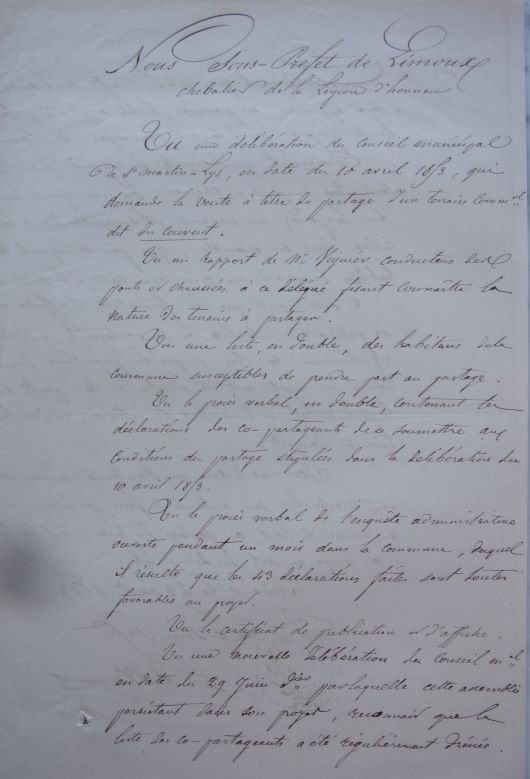 Nous Sous-Préfet de Limoux
chevalier de la Légion d'honneur
Vu une délibération du Conseil municipal
de St Martin-Lys, en date du 10 avril 1853, qui
demande la vente à titre de partage d'un terrain comm.al
dit du couvent.
Vu un rapport de Mr. conducteur des
ponts et chaussées à ce délégué fesant connaître la
nature des terrains à partager.
Vu une liste, en double, des habitans de la
commune susceptibles de prendre part au partage.
Vu le procès verbal, en double, contenant les
déclarations des co-partageants de se soumettre aux
conditions du partage stipulées dans la délibération du
10 avril 1853.
Vu le procès verbal de l'enquête administrative
ouverte pendant un mois dans la commune, duquel
il résulte que les 43 déclarations faites sont toutes
favorables au projet.
Vu le certificat de publication et d'affiche.
Vu une nouvelle délibération du Conseil m.al
en date du 29 Juin der par laquelle cette assemblée
persistant dans son projet, reconnait que la
liste des co-partageants a été régulièrement dréssée.